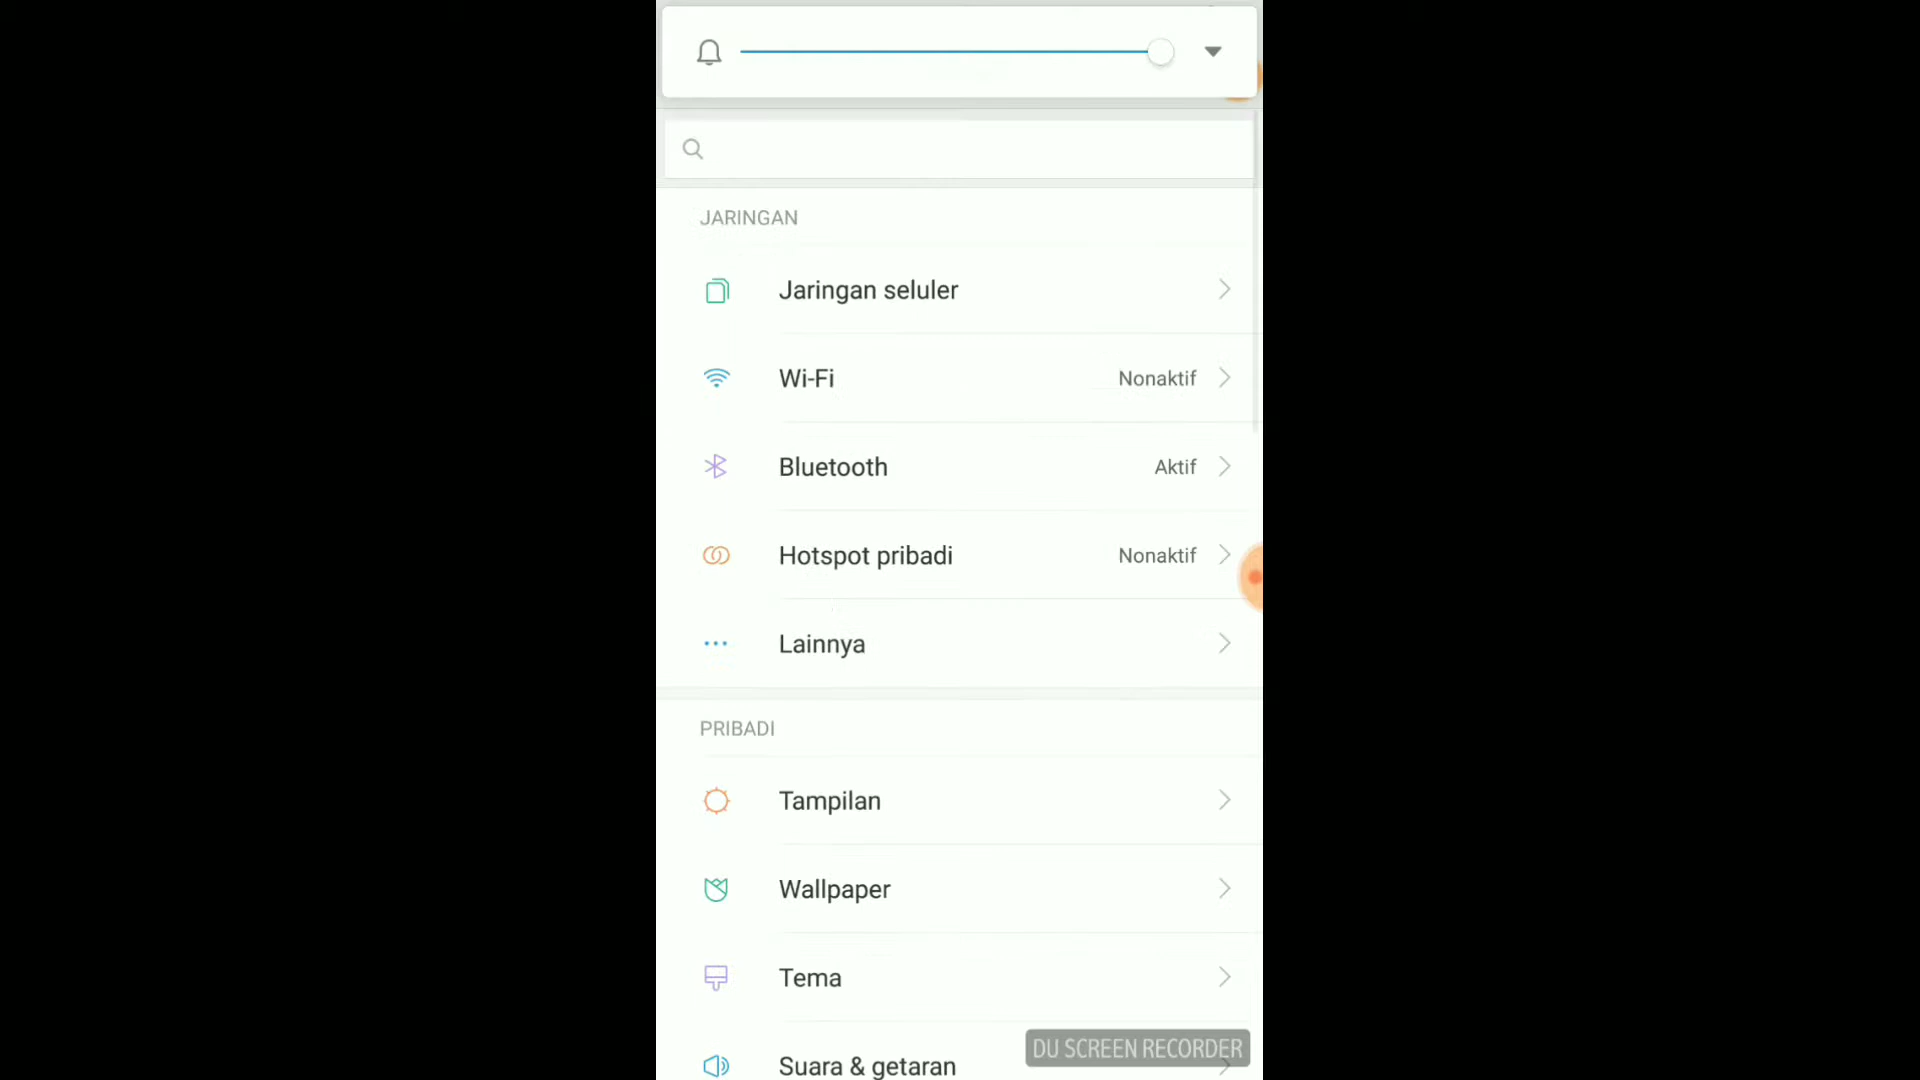 JARINGAN
Jaringan seluler
Wi-Fi Nonaktif
Bluetooth Aktif
Hotspot pribadi Nonaktif
Lainnya
PRIBADI
Tampilan
Wallpaper
Tema
Suara & getaran
DU SCREEN RECORDER